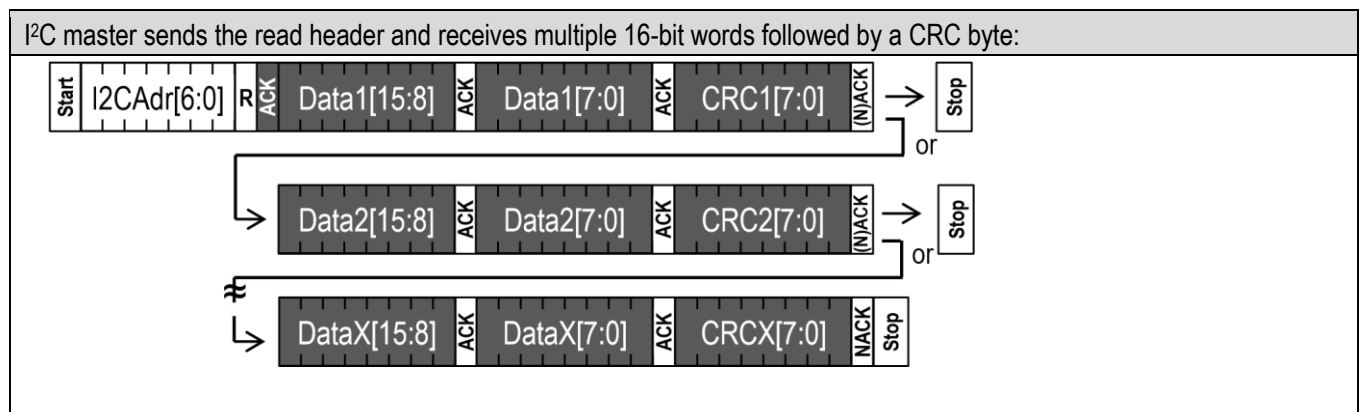 I²C master sends the read header and receives multiple 16-bit words followed by a CRC byte:
Start I2CAdr[6:0] R ACK Data1[15:8] ACK Data1[7:0] ACK CRC1[7:0] (N)ACK Stop
or
Data2[15:8] ACK Data2[7:0] ACK CRC2[7:0] (N)ACK Stop
or
DataX[15:8] ACK DataX[7:0] ACK CRCX[7:0] NACK Stop